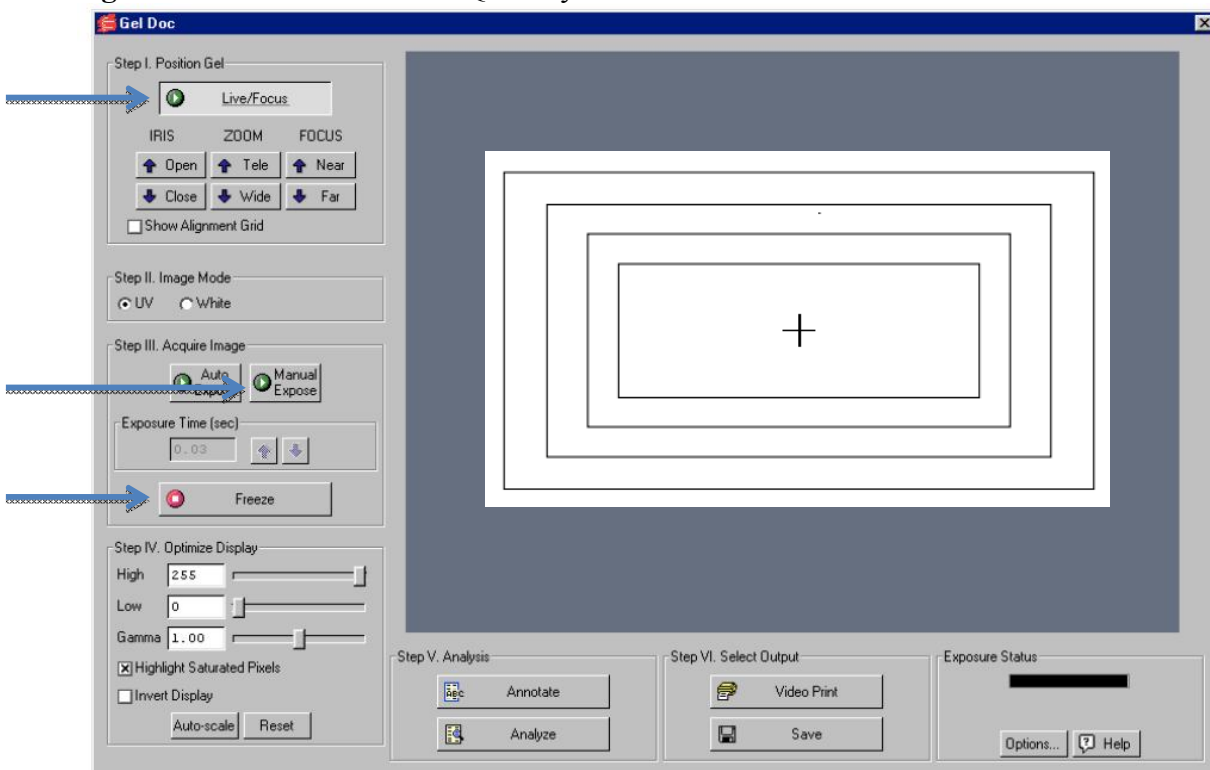 Gel Doc
Step I. Position Gel
Live/Focus
IRIS ZOOM FOCUS
Open Tele Near
Close Wide Far
Show Alignment Grid
Step II. Image Mode
UV White
Step III. Acquire Image
Auto Expose
Manual Expose
Exposure Time (sec)
0.03
Freeze
Step IV. Optimize Display
High 255
Low 0
Gamma 1.00
Highlight Saturated Pixels
Invert Display
Auto-scale Reset
Step V. Analysis
Annotate
Analyze
Step VI. Select Output
Video Print
Save
Exposure Status
Options... Help